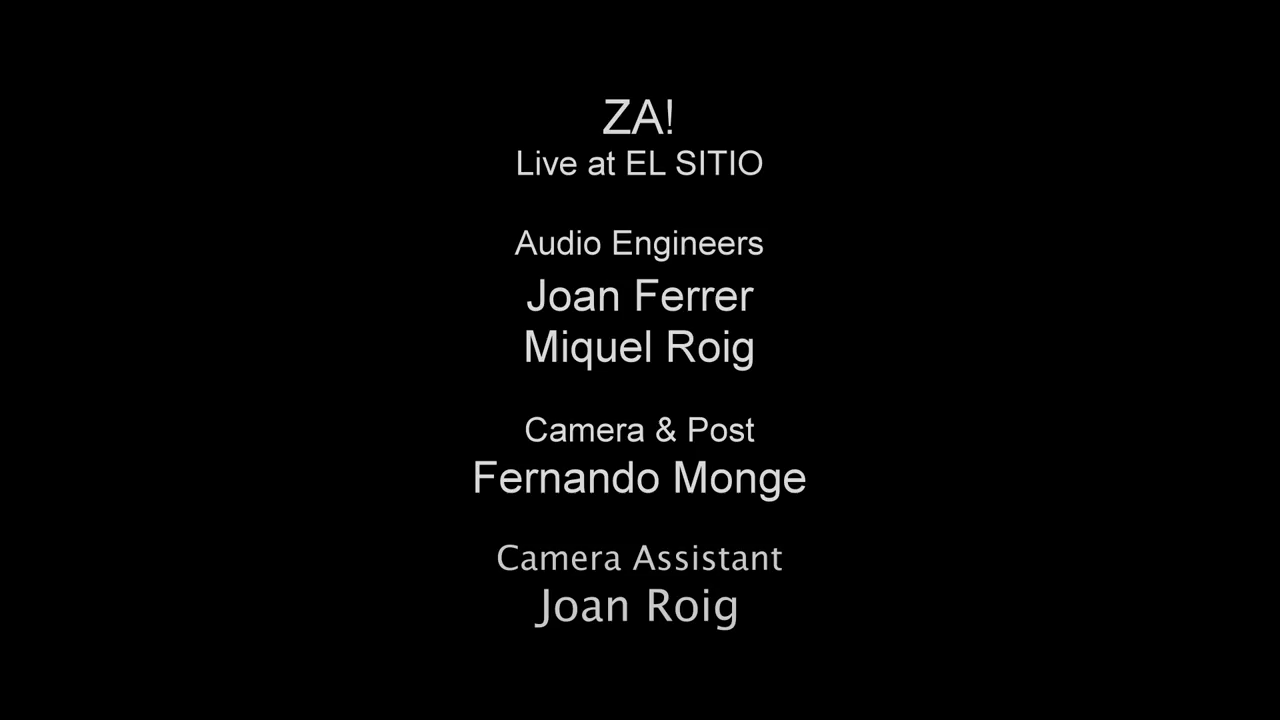 ZA!
Live at EL SITIO
Audio Engineers
Joan Ferrer
Miquel Roig
Camera & Post
Fernando Monge
Camera Assistant
Joan Roig